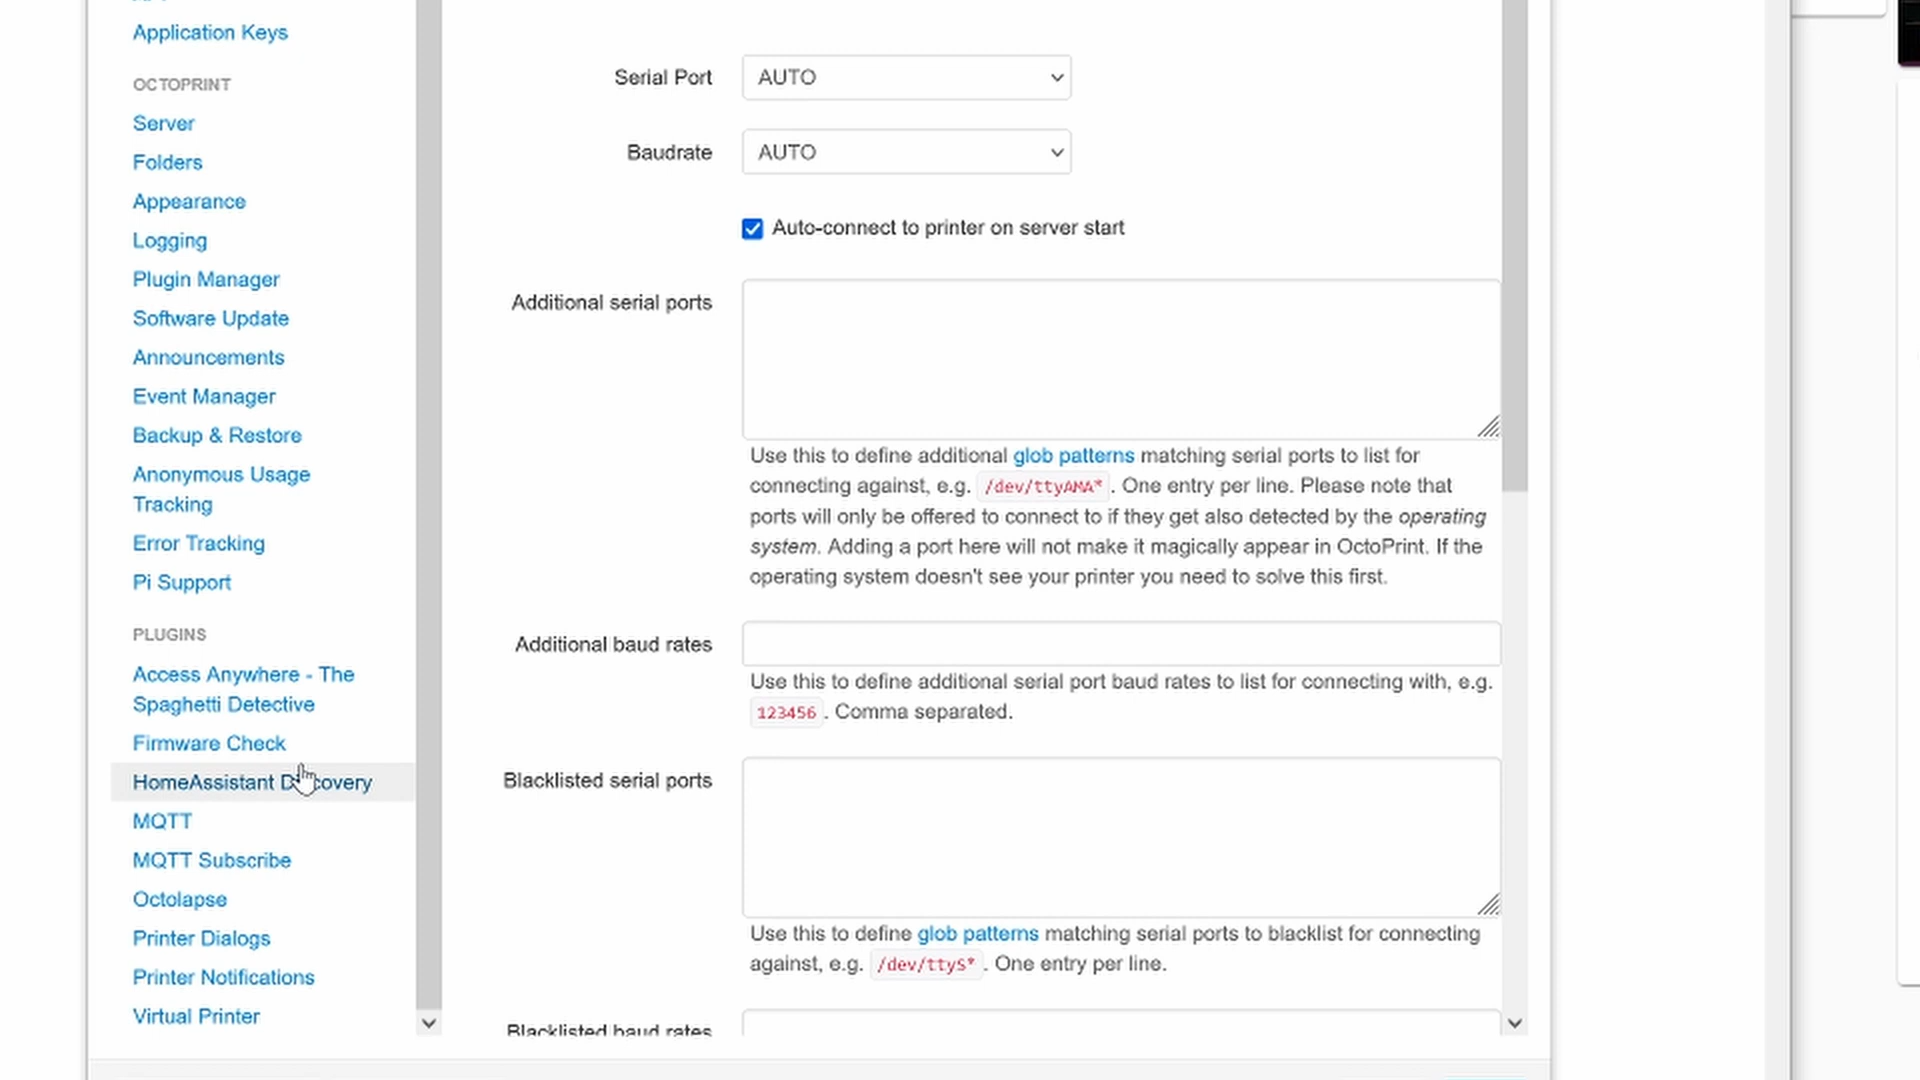 Application Keys
OCTOPRINT
Server
Folders
Appearance
Logging
Plugin Manager
Software Update
Announcements
Event Manager
Backup & Restore
Anonymous Usage
Tracking
Error Tracking
Pi Support
PLUGINS
Access Anywhere - The
Spaghetti Detective
Firmware Check
HomeAssistant Discovery
MQTT
MQTT Subscribe
Octolapse
Printer Dialogs
Printer Notifications
Virtual Printer
Serial Port AUTO
Baudrate AUTO
Auto-connect to printer on server start
Additional serial ports
Use this to define additional glob patterns matching serial ports to list for
connecting against, e.g. /dev/ttyAMA* . One entry per line. Please note that
ports will only be offered to connect to if they get also detected by the operating
system. Adding a port here will not make it magically appear in OctoPrint. If the
operating system doesn't see your printer you need to solve this first.
Additional baud rates
Use this to define additional serial port baud rates to list for connecting with, e.g.
123456 . Comma separated.
Blacklisted serial ports
Use this to define glob patterns matching serial ports to blacklist for connecting
against, e.g. /dev/ttyS* . One entry per line.
Blacklisted baud rates